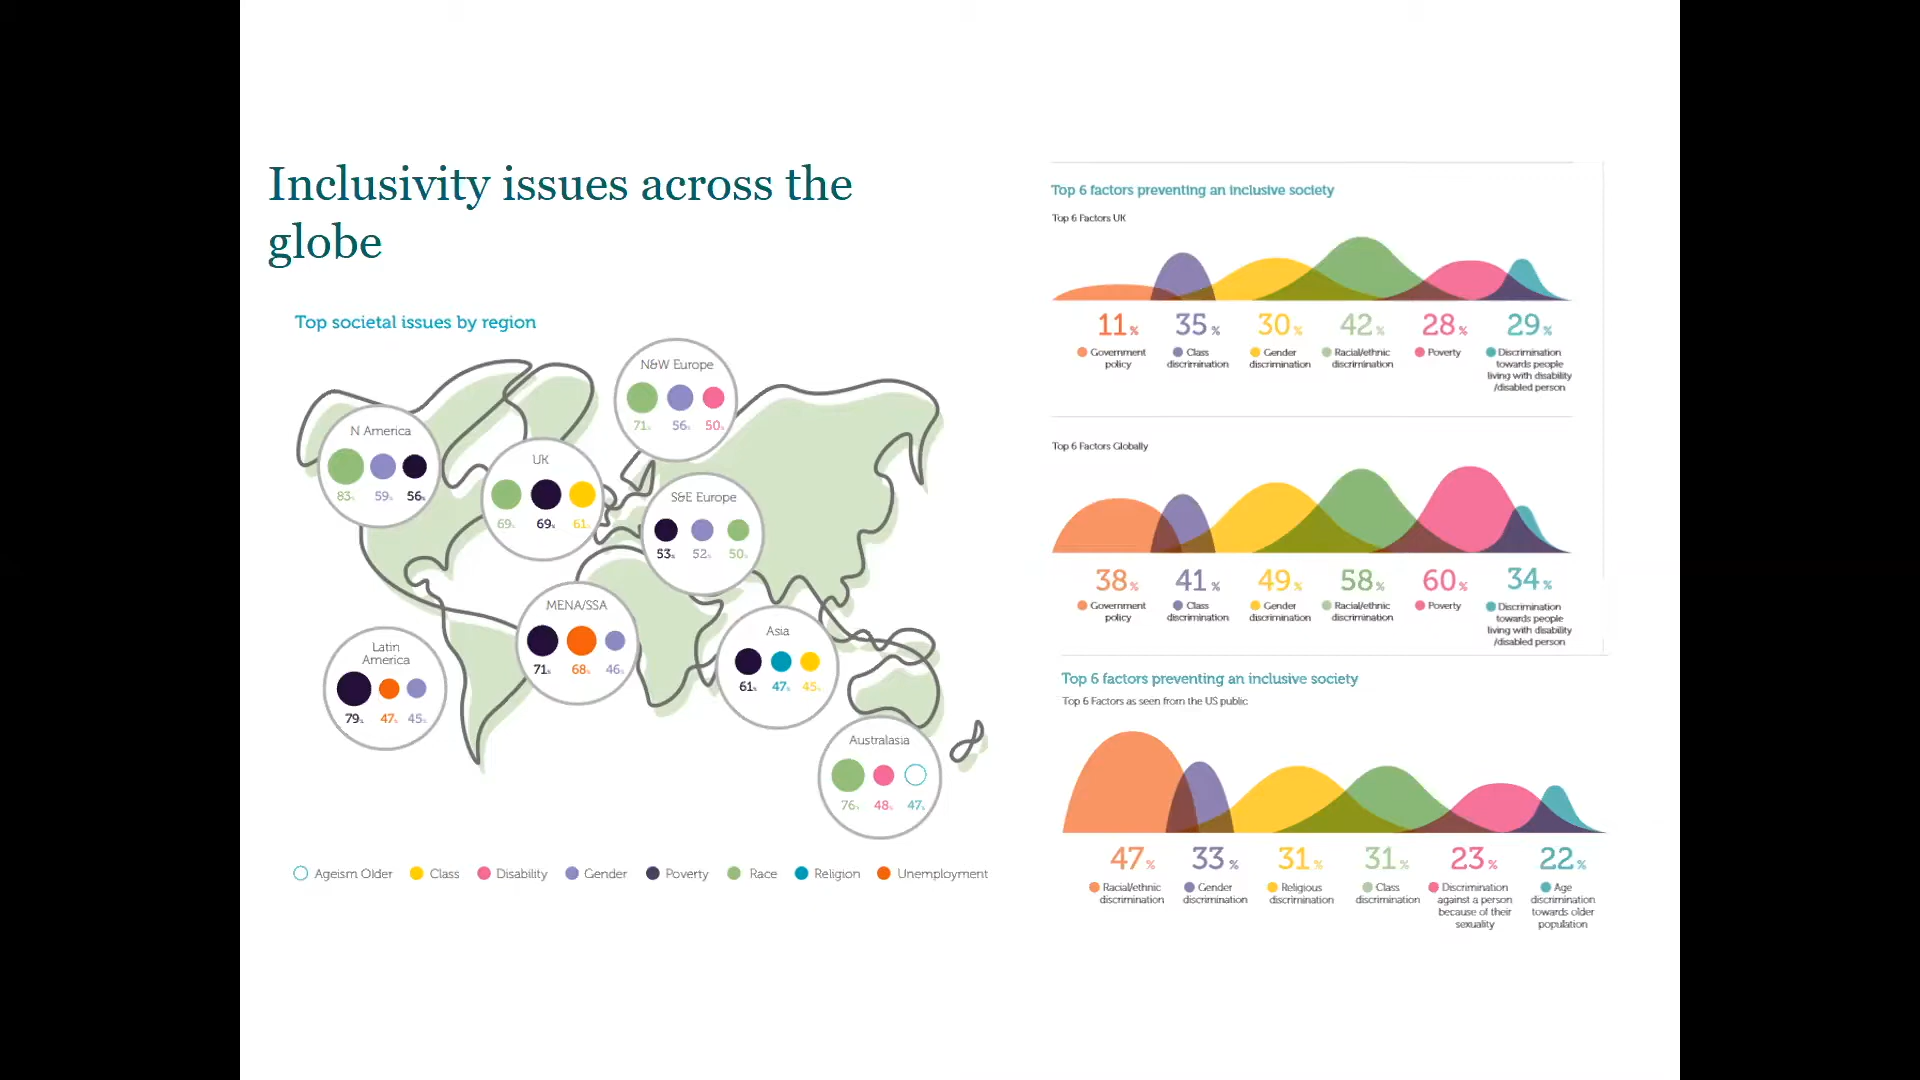 Inclusivity issues across the
globe
Top societal issues by region
N&W Europe
71% 56% 50%
N America
83% 59% 56%
UK
69% 69% 61%
S&E Europe
53% 52% 50%
MENA/SSA
71% 68% 46%
Asia
61% 47% 45%
Latin
America
79% 47% 45%
Australasia
76% 48% 47%
Ageism Older Class Disability Gender Poverty Race Religion Unemployment
Top 6 factors preventing an inclusive society
Top 6 Factors UK
11% 35% 30% 42% 28% 29%
Government
policy
Class
discrimination
Gender
discrimination
Racial/ethnic
discrimination
Poverty
Discrimination
towards people
living with disability
/disabled person
Top 6 Factors Globally
38% 41% 49% 58% 60% 34%
Government
policy
Class
discrimination
Gender
discrimination
Racial/ethnic
discrimination
Poverty
Discrimination
towards people
living with disability
/disabled person
Top 6 factors preventing an inclusive society
Top 6 Factors as seen from the US public
47% 33% 31% 31% 23% 22%
Racial/ethnic
discrimination
Gender
discrimination
Religious
discrimination
Class
discrimination
Discrimination
against a person
because of their
sexuality
Age
discrimination
towards older
population